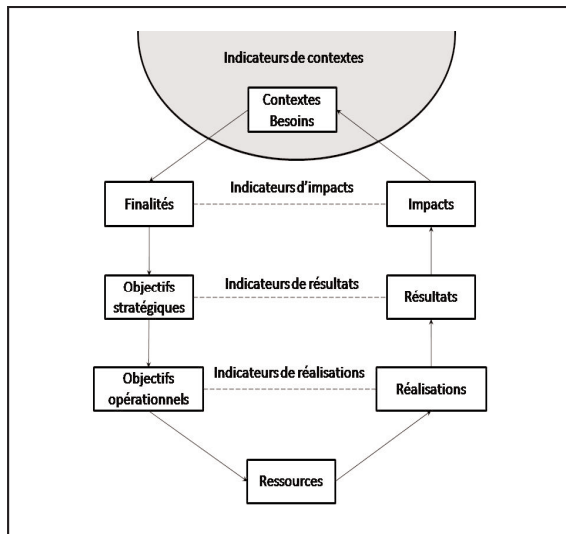 Indicateurs de contextes
Contextes
Besoins
Indicateurs d'impacts
Finalités
Impacts
Indicateurs de résultats
Objectifs
stratégiques
Résultats
Indicateurs de réalisations
Objectifs
opérationnels
Réalisations
Ressources